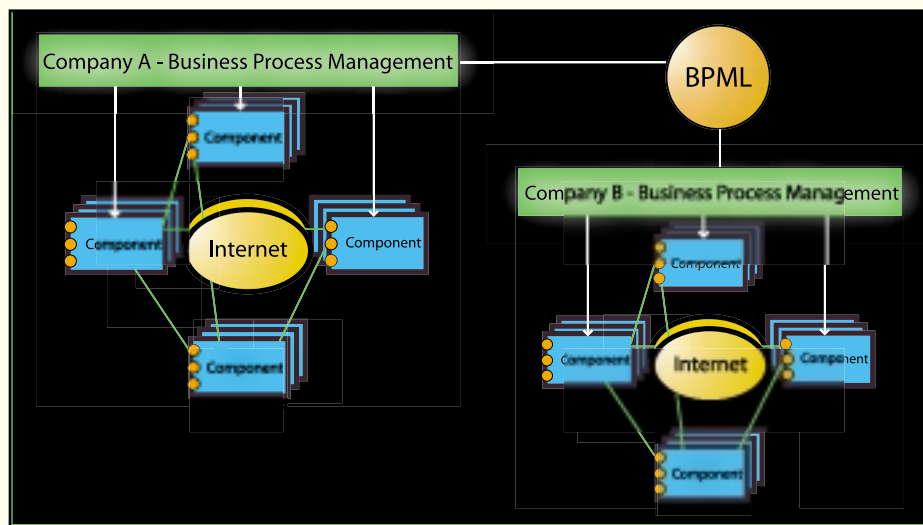 Company A - Business Process Management
BPML
Component
Company B - Business Process Management
Component
Internet
Component
Component
Component
Component
Internet
Component
Component